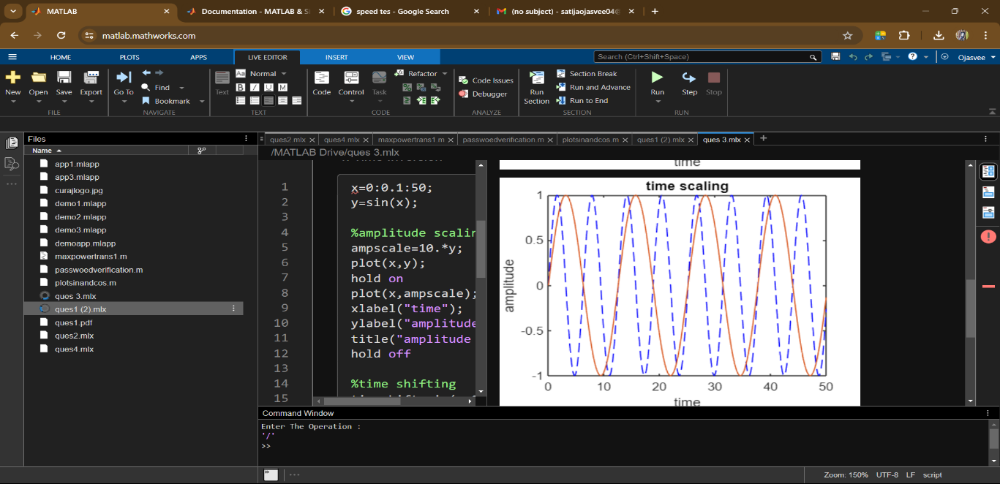 MATLAB
Documentation - MATLAB & S
speed tes - Google Search
(no subject) - satijaojasvee04@
matlab.mathworks.com
HOME PLOTS APPS LIVE EDITOR INSERT VIEW
Search (Ctrl+Shift+Space)
Ojasvee
New Open Save Export
FILE
Go To
Find
Bookmark
NAVIGATE
Text
Aa Normal
B I U M
TEXT
Code Control Task
Refactor
CODE
Code Issues
Debugger
ANALYZE
Run Section
Section Break
Run and Advance
Run to End
SECTION
Run Step Stop
RUN
Files
Name
app1.mlapp
app3.mlapp
curajlogo.jpg
demo1.mlapp
demo2.mlapp
demo3.mlapp
demoapp.mlapp
maxpowertrans1.m
passwoedverification.m
plotsinandcos.m
ques 3.mlx
ques1 (2).mlx
ques1.pdf
ques2.mlx
ques4.mlx
ques2.mlx ques4.mlx maxpowertrans1.m passwoedverification.m plotsinandcos.m ques1 (2).mlx ques 3.mlx
/MATLAB Drive/ques 3.mlx
1 x=0:0.1:50;
2 y=sin(x);
3
4 %amplitude scalin
5 ampscale=10.*y;
6 plot(x,y);
7 hold on
8 plot(x,ampscale);
9 xlabel("time");
10 ylabel("amplitude
11 title("amplitude
12 hold off
13
14 %time shifting
15
time
time scaling
amplitude
1
0.5
0
-0.5
-1
0 10 20 30 40 50
time
Command Window
Enter The Operation :
'/'
>>
Zoom: 150% UTF-8 LF script